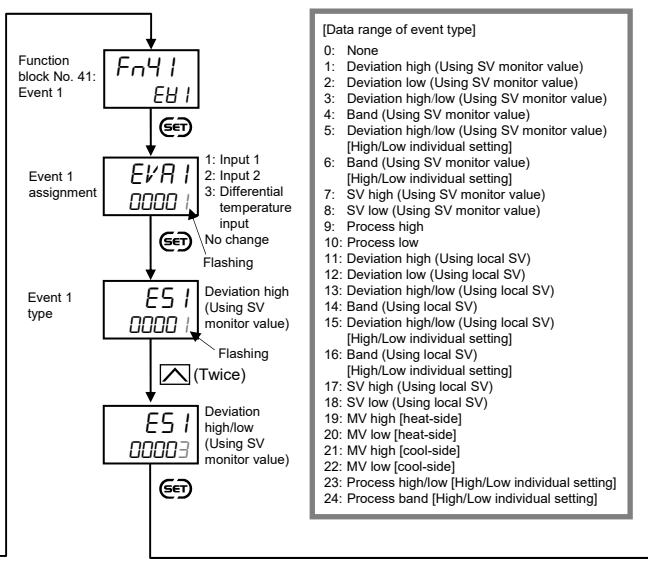 Function
block No. 41:
Event 1
Fn41
EV1
SET
Event 1
assignment
EVA1
00001
1: Input 1
2: Input 2
3: Differential
temperature
input
No change
Flashing
SET
Event 1
type
ES1
00001
Deviation high
(Using SV
monitor value)
Flashing
(Twice)
ES1
00003
Deviation
high/low
(Using SV
monitor value)
SET
[Data range of event type]
0: None
1: Deviation high (Using SV monitor value)
2: Deviation low (Using SV monitor value)
3: Deviation high/low (Using SV monitor value)
4: Band (Using SV monitor value)
5: Deviation high/low (Using SV monitor value)
[High/Low individual setting]
6: Band (Using SV monitor value)
[High/Low individual setting]
7: SV high (Using SV monitor value)
8: SV low (Using SV monitor value)
9: Process high
10: Process low
11: Deviation high (Using local SV)
12: Deviation low (Using local SV)
13: Deviation high/low (Using local SV)
14: Band (Using local SV)
15: Deviation high/low (Using local SV)
[High/Low individual setting]
16: Band (Using local SV)
[High/Low individual setting]
17: SV high (Using local SV)
18: SV low (Using local SV)
19: MV high [heat-side]
20: MV low [heat-side]
21: MV high [cool-side]
22: MV low [cool-side]
23: Process high/low [High/Low individual setting]
24: Process band [High/Low individual setting]